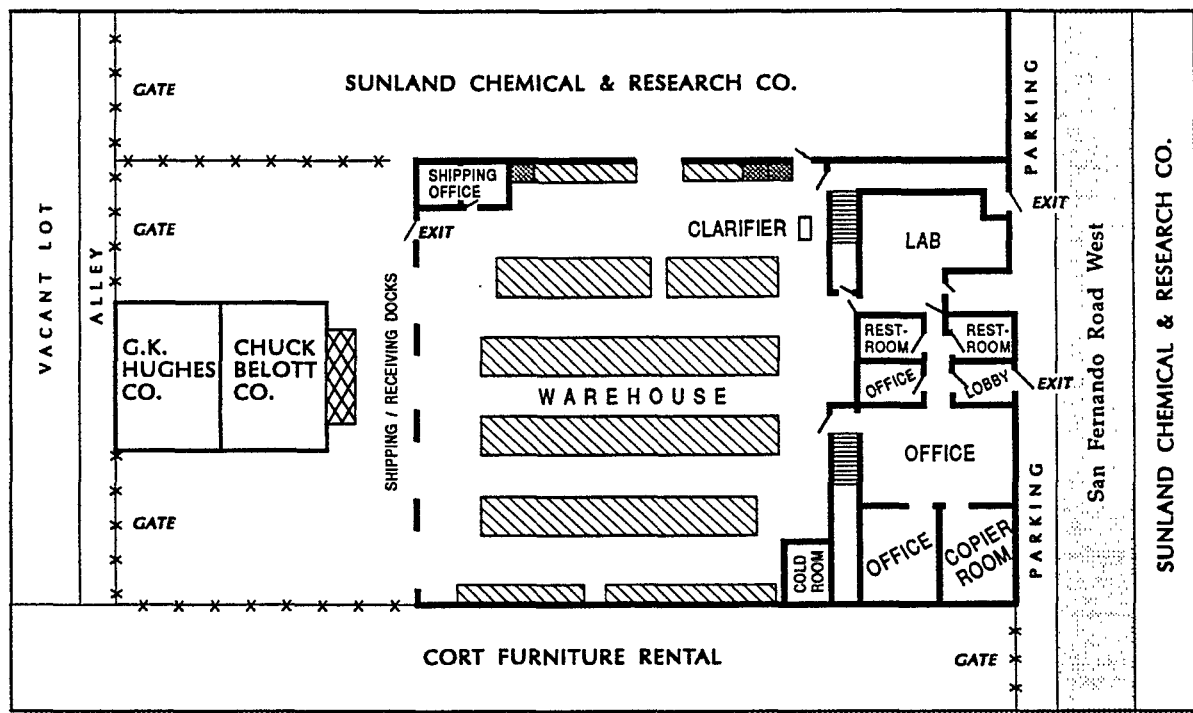 SUNLAND CHEMICAL & RESEARCH CO.
GATE
PARKING
SHIPPING
OFFICE
EXIT
EXIT
GATE
CLARIFIER
LAB
VACANT LOT
ALLEY
SHIPPING / RECEIVING DOCKS
San Fernando Road West
SUNLAND CHEMICAL & RESEARCH CO.
G.K.
HUGHES
CO.
CHUCK
BELOTT
CO.
REST-
ROOM
REST-
ROOM
OFFICE
LOBBY
EXIT
WAREHOUSE
OFFICE
GATE
PARKING
COLD
ROOM
OFFICE
COPIER
ROOM
CORT FURNITURE RENTAL
GATE